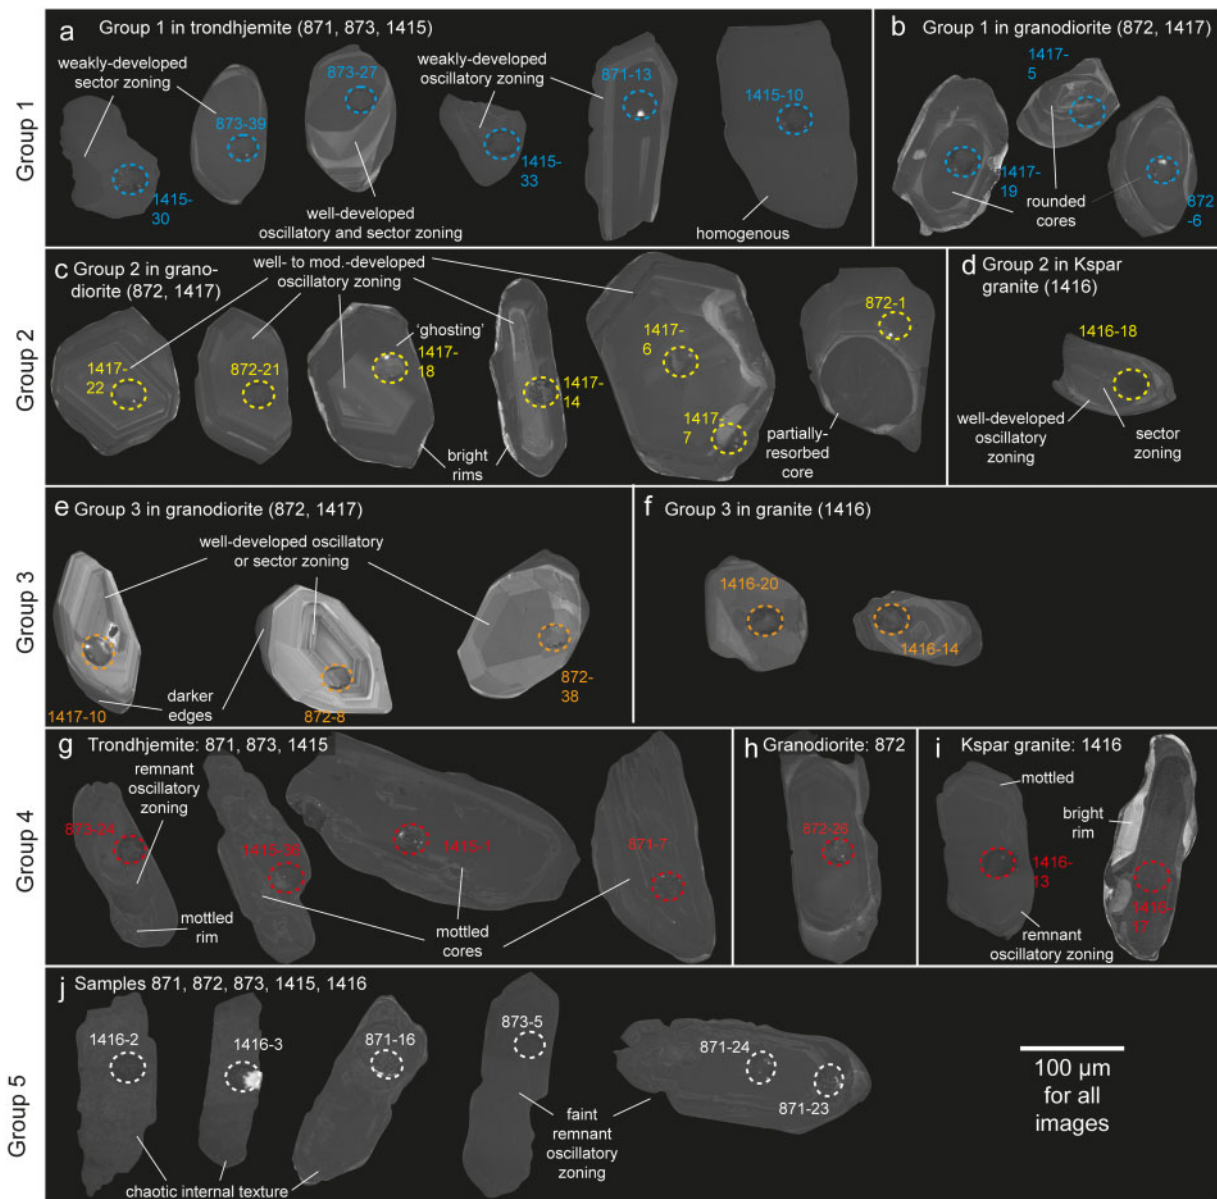 Group 1
a Group 1 in trondhjemite (871, 873, 1415)
weakly-developed
sector zoning
873-27
weakly-developed
oscillatory zoning
871-13
1415-10
873-39
1415-
30
1415-
33
well-developed
oscillatory and sector zoning
homogenous
b Group 1 in granodiorite (872, 1417)
1417-
5
1417-
19
rounded
cores
872
-6
Group 2
c Group 2 in grano-
diorite (872, 1417)
well- to mod.-developed
oscillatory zoning
'ghosting'
1417-
22
872-21
1417-
18
1417-
14
1417-
6
1417-
7
872-1
bright
rims
partially-
resorbed
core
d Group 2 in Kspar
granite (1416)
1416-18
well-developed
oscillatory
zoning
sector
zoning
Group 3
e Group 3 in granodiorite (872, 1417)
well-developed oscillatory
or sector zoning
darker
edges
1417-10
872-8
872-
38
f Group 3 in granite (1416)
1416-20
1416-14
Group 4
g Trondhjemite: 871, 873, 1415
remnant
oscillatory
zoning
873-24
1415-36
1415-1
871-7
mottled
rim
mottled
cores
h Granodiorite: 872
872-26
i Kspar granite: 1416
mottled
bright
rim
1416-
13
1416-
17
remnant
oscillatory zoning
Group 5
j Samples 871, 872, 873, 1415, 1416
1416-2
1416-3
871-16
873-5
871-24
871-23
faint
remnant
oscillatory
zoning
chaotic internal texture
100 µm
for all
images